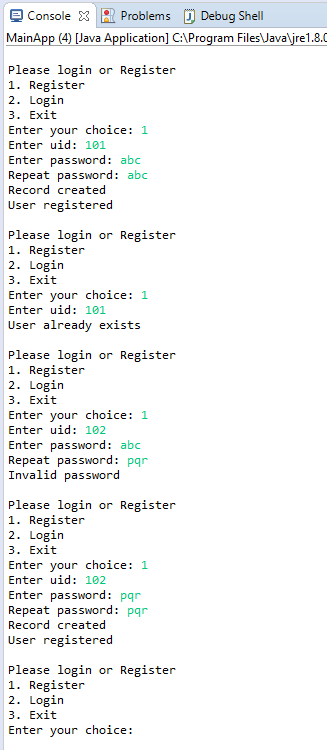 Console Problems Debug Shell
MainApp (4) [Java Application] C:\Program Files\Java\jre1.8.0
Please login or Register
1. Register
2. Login
3. Exit
Enter your choice: 1
Enter uid: 101
Enter password: abc
Repeat password: abc
Record created
User registered
Please login or Register
1. Register
2. Login
3. Exit
Enter your choice: 1
Enter uid: 101
User already exists
Please login or Register
1. Register
2. Login
3. Exit
Enter your choice: 1
Enter uid: 102
Enter password: abc
Repeat password: pqr
Invalid password
Please login or Register
1. Register
2. Login
3. Exit
Enter your choice: 1
Enter uid: 102
Enter password: pqr
Repeat password: pqr
Record created
User registered
Please login or Register
1. Register
2. Login
3. Exit
Enter your choice: